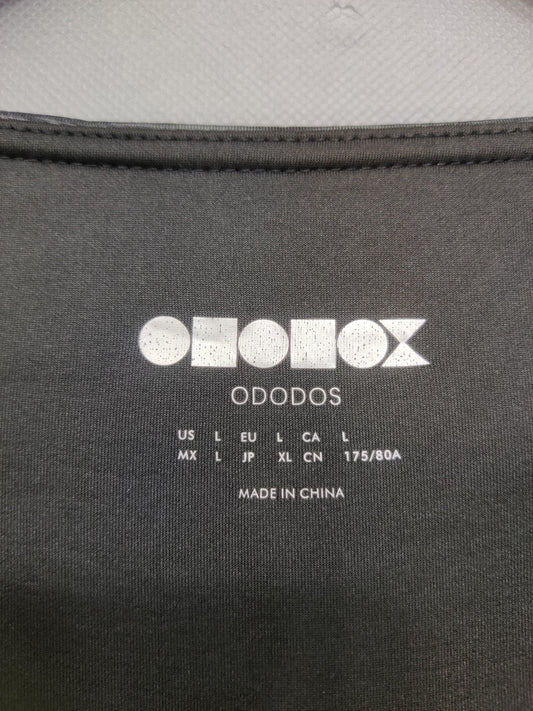 ODODOS
US L EU L CA L
MX L JP XL CN 175/80A
MADE IN CHINA